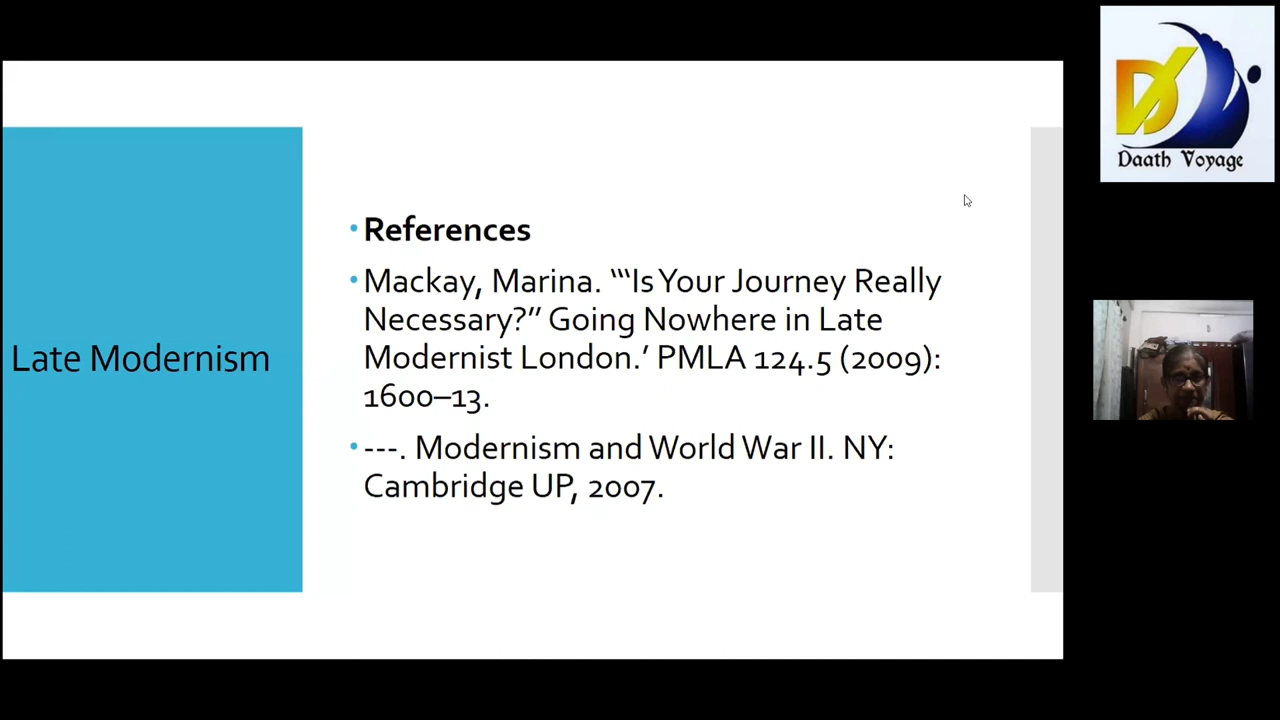 Daath Voyage
Late Modernism
• References
• Mackay, Marina. “‘“Is Your Journey Really
Necessary?” Going Nowhere in Late
Modernist London.’ PMLA 124.5 (2009):
1600–13.
• ---. Modernism and World War II. NY:
Cambridge UP, 2007.